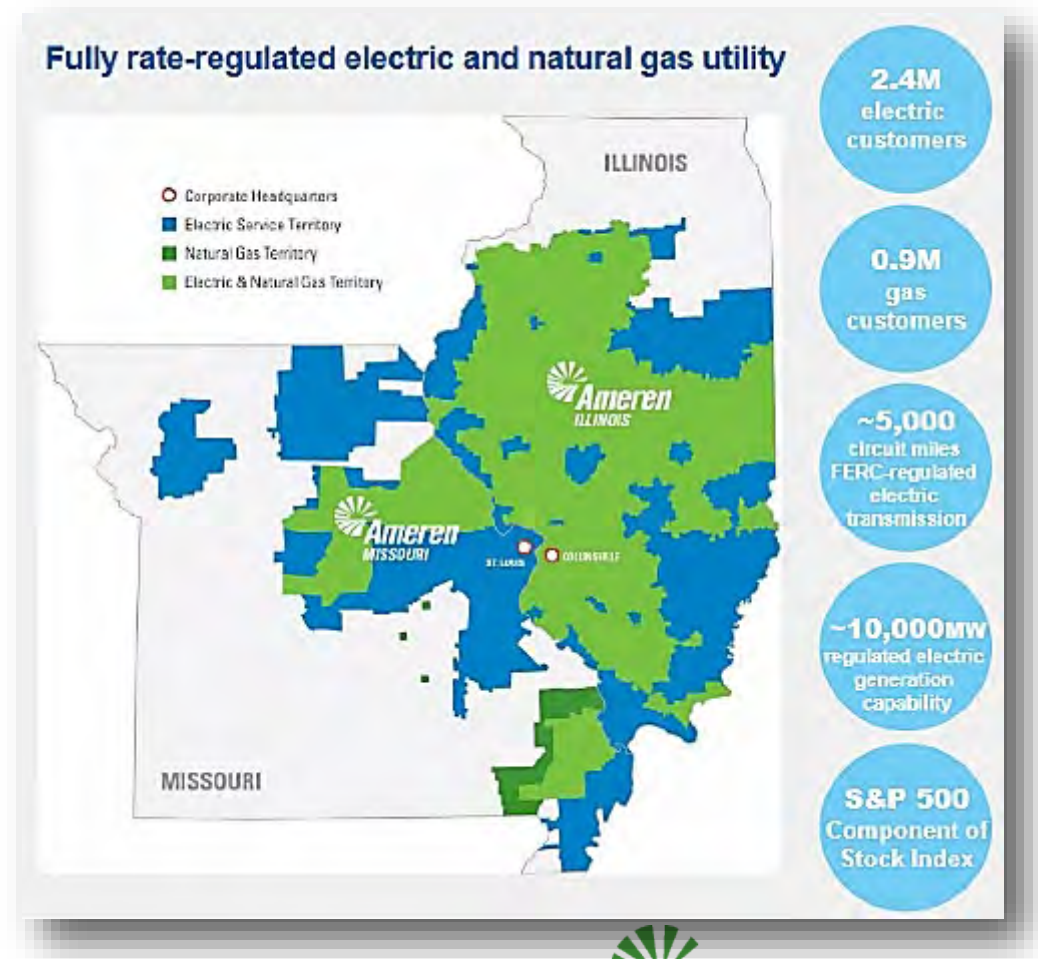 Fully rate-regulated electric and natural gas utility
2.4M
electric
customers
ILLINOIS
Corporate Headquarters
Electric Service Territory
Natural Gas Territory
Electric & Natural Gas Territory
0.9M
gas
customers
Ameren
ILLINOIS
~5,000
circuit miles
FERC-regulated
electric
transmission
Ameren
MISSOURI
ST. LOUIS
COLLINSVILLE
~10,000MW
regulated electric
generation
capability
MISSOURI
S&P 500
Component of
Stock Index